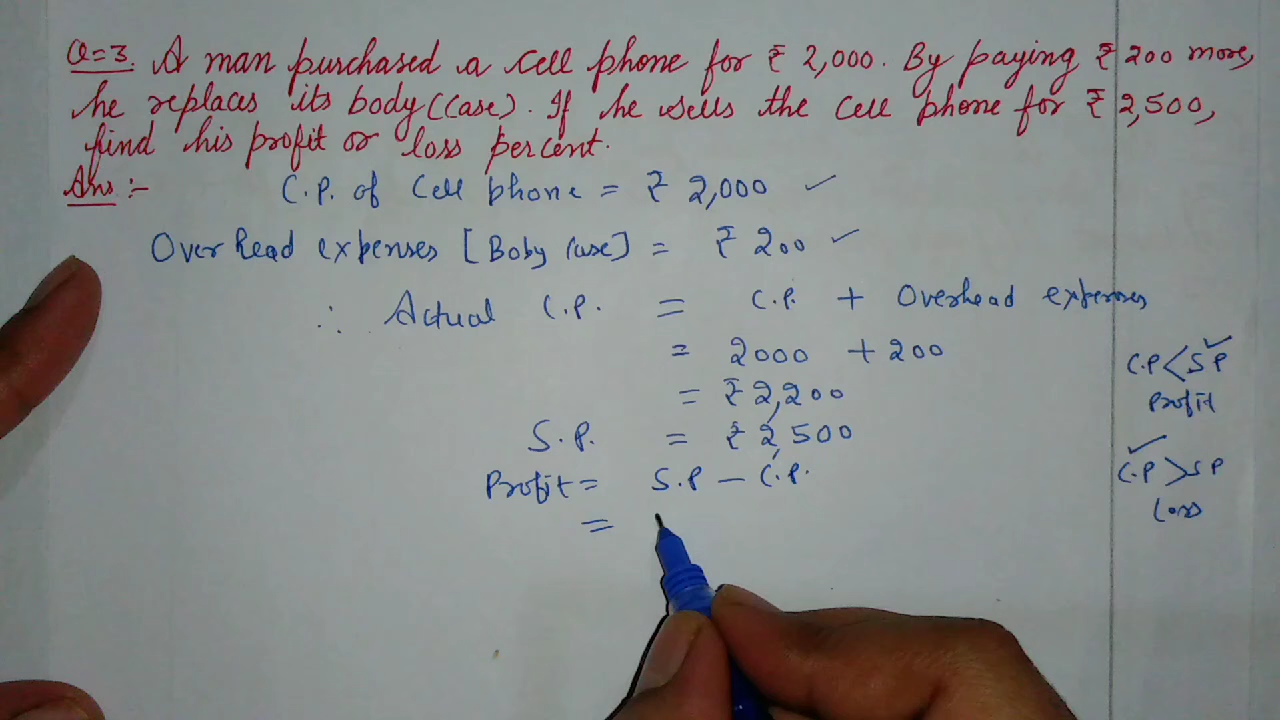 Q=3. A man purchased a cell phone for ₹ 2,000. By paying ₹ 200 more,
he replaces its body (case). If he sells the cell phone for ₹ 2,500,
find his profit or loss percent.
Ans :-
C.P. of Cell phone = ₹ 2,000 ✓
Over Head expenses [Boby case] = ₹ 200 ✓
∴ Actual C.P. = C.P. + Overhead expenses
= 2000 + 200
= ₹ 2,200
S.P. = ₹ 2,500
Profit = S.P - C.P.
=
C.P < S P ✓
Profit
✓ C.P > S P
Loss